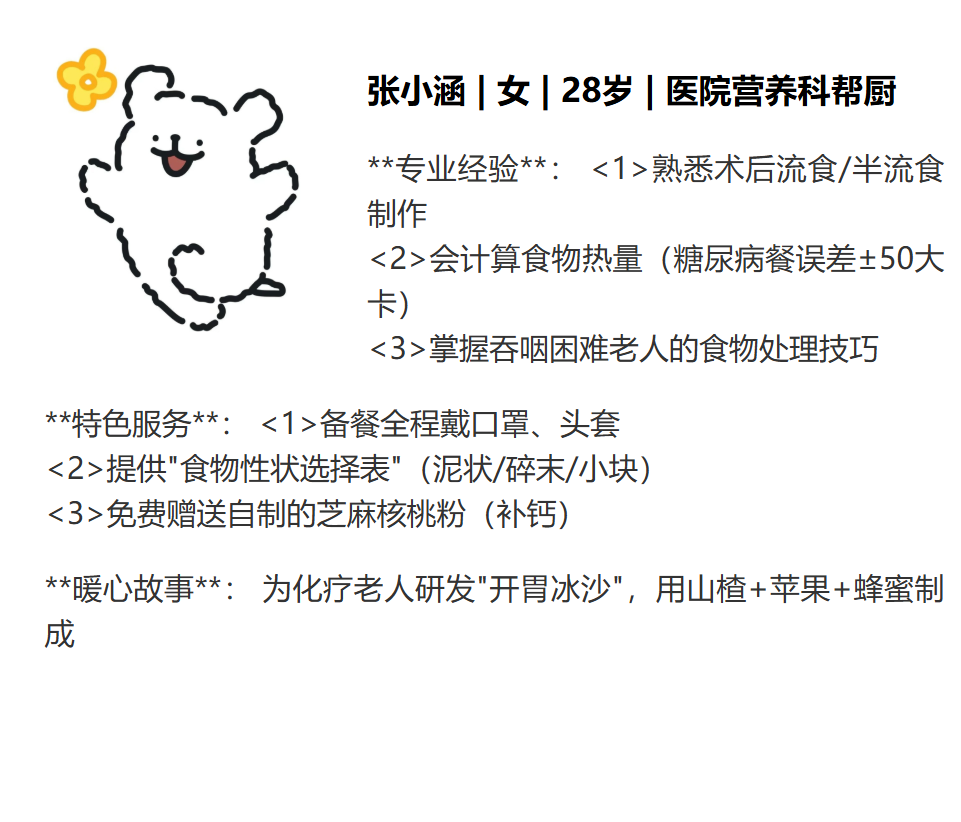 张小涵 | 女 | 28岁 | 医院营养科帮厨
**专业经验**： <1>熟悉术后流食/半流食
制作
<2>会计算食物热量（糖尿病餐误差±50大
卡）
<3>掌握吞咽困难老人的食物处理技巧
**特色服务**： <1>备餐全程戴口罩、头套
<2>提供"食物性状选择表"（泥状/碎末/小块）
<3>免费赠送自制的芝麻核桃粉（补钙）
**暖心故事**： 为化疗老人研发"开胃冰沙"，用山楂+苹果+蜂蜜制
成